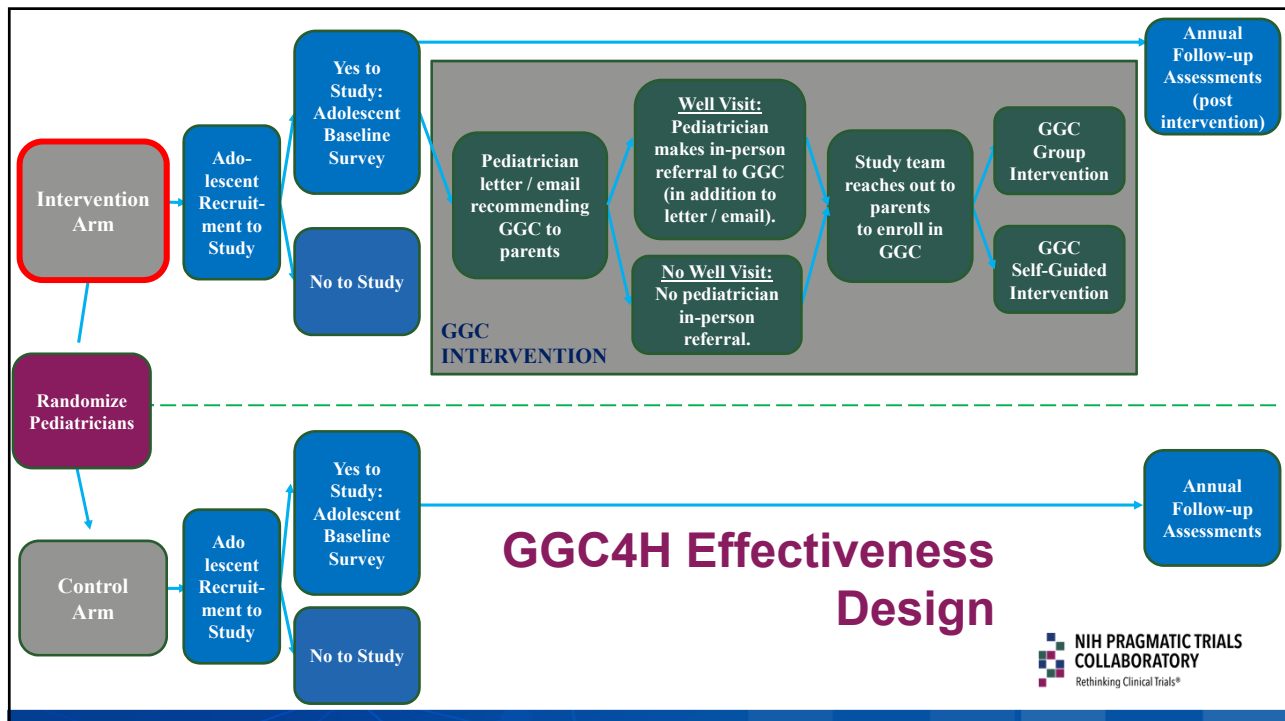 Intervention
Arm
Ado-
lescent
Recruit-
ment to
Study
Yes to
Study:
Adolescent
Baseline
Survey
No to Study
GGC
INTERVENTION
Pediatrician
letter / email
recommending
GGC to
parents
Well Visit:
Pediatrician
makes in-person
referral to GGC
(in addition to
letter / email).
No Well Visit:
No pediatrician
in-person
referral.
Study team
reaches out to
parents
to enroll in
GGC
GGC
Group
Intervention
GGC
Self-Guided
Intervention
Annual
Follow-up
Assessments
(post
intervention)
Randomize
Pediatricians
Control
Arm
Ado
lescent
Recruit-
ment to
Study
Yes to
Study:
Adolescent
Baseline
Survey
No to Study
Annual
Follow-up
Assessments
GGC4H Effectiveness
Design
NIH PRAGMATIC TRIALS
COLLABORATORY
Rethinking Clinical Trials®